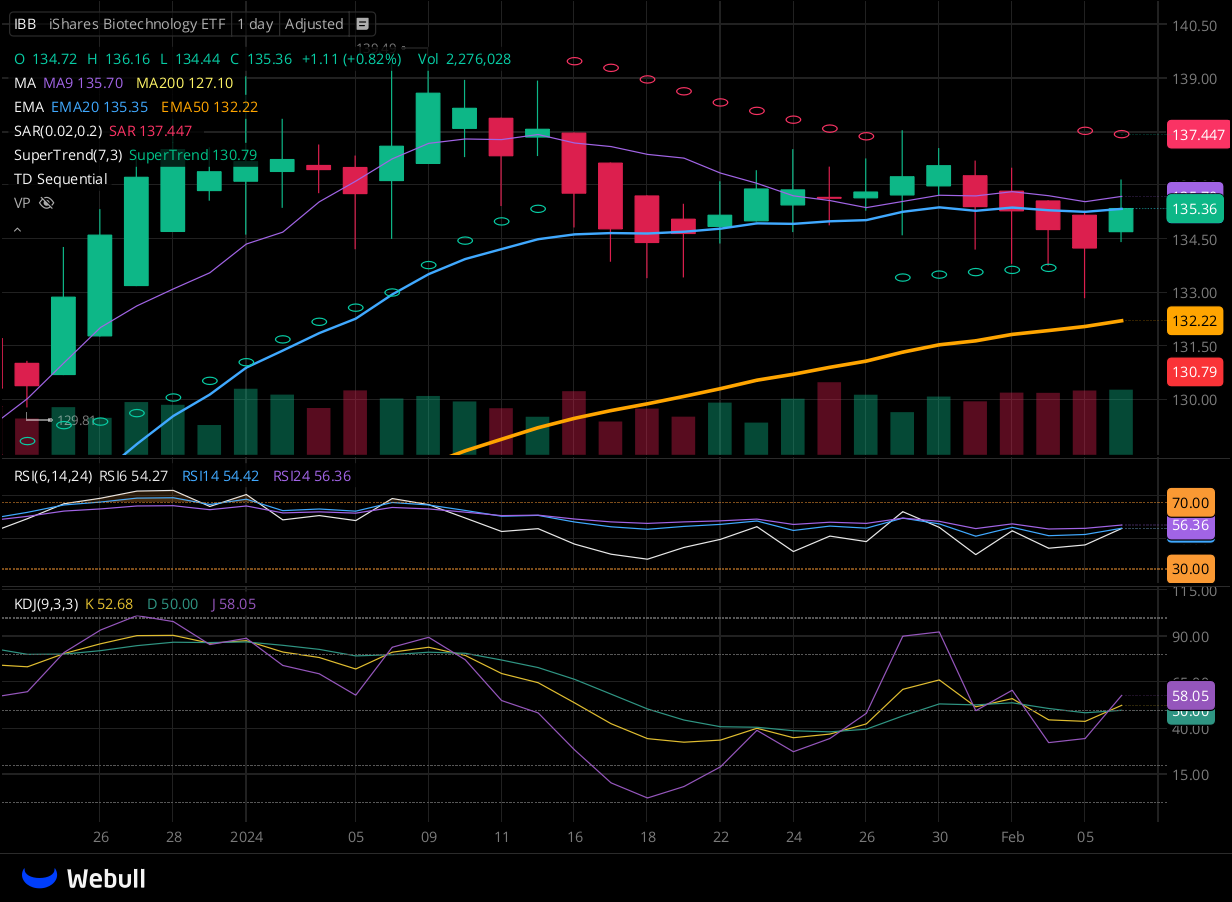 IBB iShares Biotechnology ETF 1 day Adjusted
140.50
O 134.72 H 136.16 L 134.44 C 135.36 +1.11 (+0.82%) Vol 2,276,028
139.00
MA MA9 135.70 MA200 127.10
EMA EMA20 135.35 EMA50 132.22
SAR(0.02,0.2) SAR 137.447
137.447
SuperTrend(7,3) SuperTrend 130.79
TD Sequential
VP
135.36
134.50
133.00
132.22
131.50
130.79
130.00
129.81
RSI(6,14,24) RSI6 54.27 RSI14 54.42 RSI24 56.36
70.00
56.36
30.00
115.00
KDJ(9,3,3) K 52.68 D 50.00 J 58.05
90.00
58.05
50.00
40.00
15.00
26 28 2024 05 09 11 16 18 22 24 26 30 Feb 05
Webull